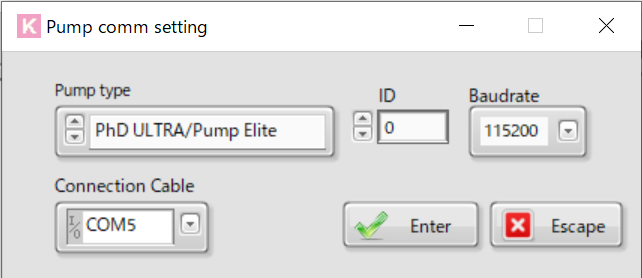 K Pump comm setting
Pump type
PhD ULTRA/Pump Elite
ID
0
Baudrate
115200
Connection Cable
I/O COM5
Enter
Escape